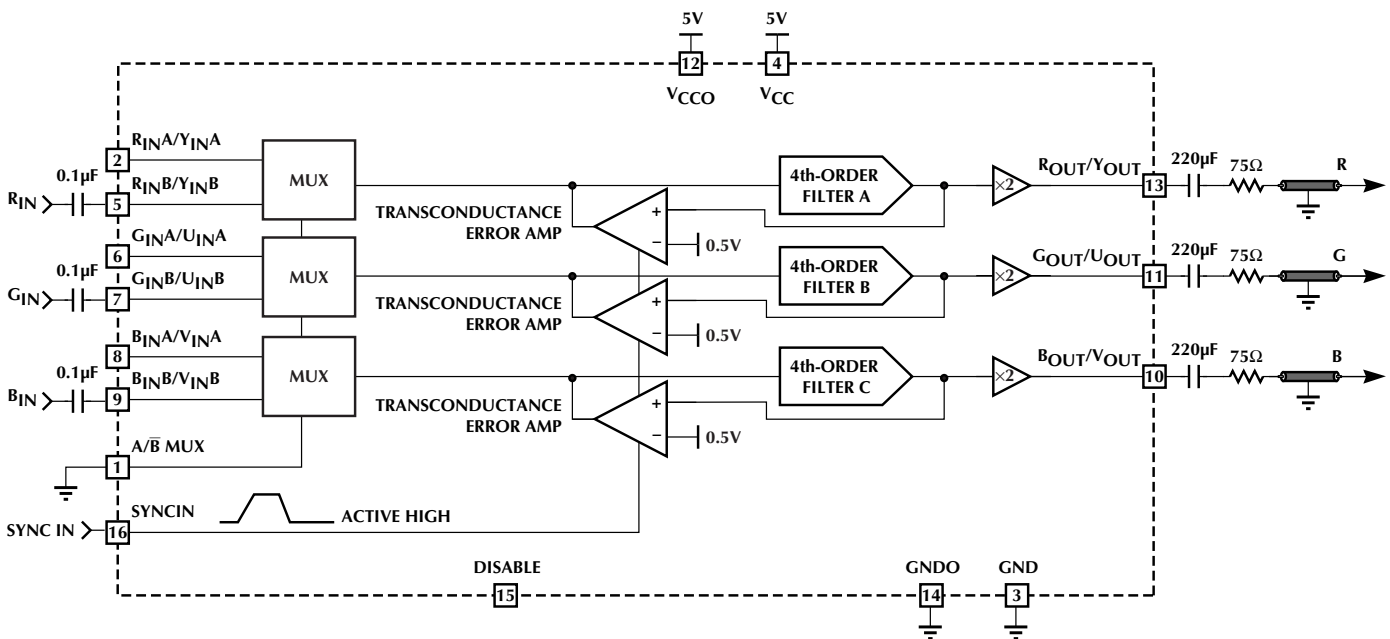 5V
5V
12
4
VCCO
VCC
RINA/YINA
2
0.1µF
RINB/YINB
RIN
5
MUX
TRANSCONDUCTANCE
ERROR AMP
+
−
0.5V
4th-ORDER
FILTER A
×2
ROUT/YOUT
13
220µF
75Ω
R
GINA/UINA
6
0.1µF
GINB/UINB
GIN
7
MUX
TRANSCONDUCTANCE
ERROR AMP
+
−
0.5V
4th-ORDER
FILTER B
×2
GOUT/UOUT
11
220µF
75Ω
G
BINA/VINA
8
0.1µF
BINB/VINB
BIN
9
MUX
TRANSCONDUCTANCE
ERROR AMP
+
−
0.5V
4th-ORDER
FILTER C
×2
BOUT/VOUT
10
220µF
75Ω
B
A/B̅ MUX
1
SYNCIN
SYNC IN
16
ACTIVE HIGH
DISABLE
15
GNDO
14
GND
3